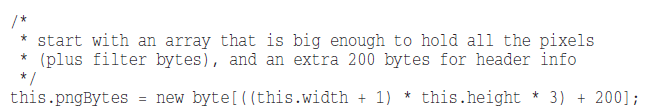 /*
* start with an array that is big enough to hold all the pixels
* (plus filter bytes), and an extra 200 bytes for header info
*/
this.pngBytes = new byte[((this.width + 1) * this.height * 3) + 200];